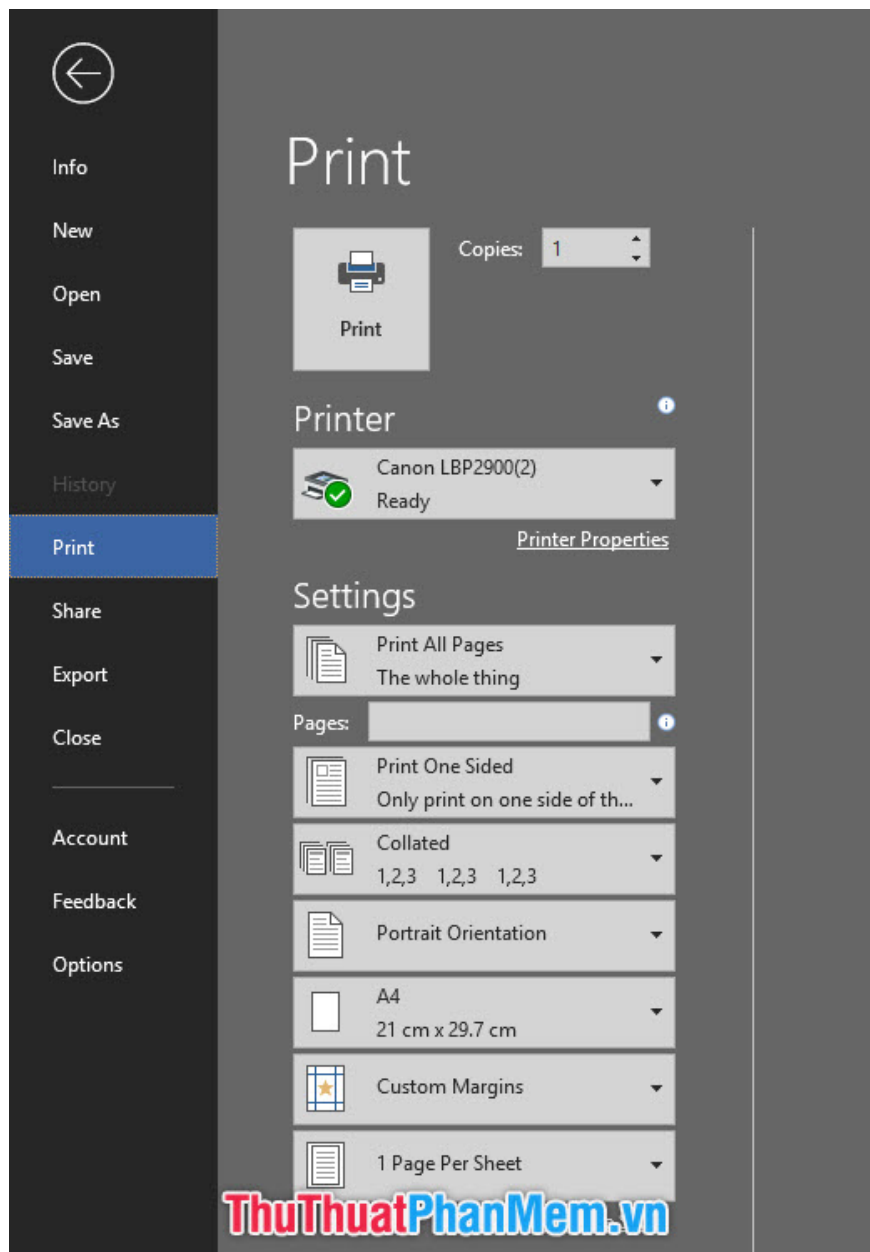 Info
New
Open
Save
Save As
History
Print
Share
Export
Close
Account
Feedback
Options
Print
Print
Copies: 1
Printer
Canon LBP2900(2)
Ready
Printer Properties
Settings
Print All Pages
The whole thing
Pages:
Print One Sided
Only print on one side of th...
Collated
1,2,3 1,2,3 1,2,3
Portrait Orientation
A4
21 cm x 29.7 cm
Custom Margins
1 Page Per Sheet
ThuThuatPhanMem.vn